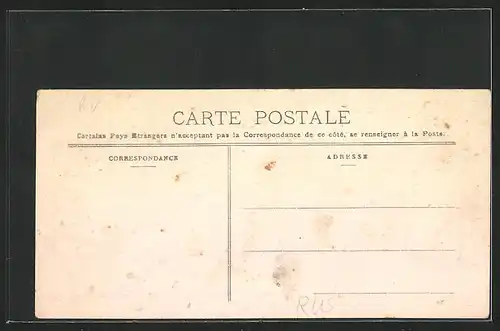 CARTE POSTALE
Certains Pays Etrangers n'acceptant pas la Correspondance de ce côté, se renseigner à la Poste.
CORRESPONDANCE
ADRESSE